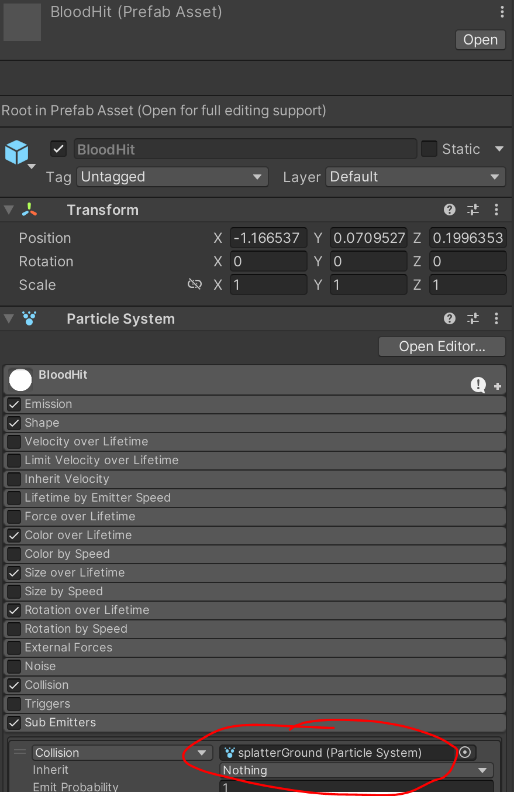 BloodHit (Prefab Asset)
Open
Root in Prefab Asset (Open for full editing support)
BloodHit Static
Tag Untagged Layer Default
Transform
Position X -1.166537 Y 0.0709527 Z 0.1996353
Rotation X 0 Y 0 Z 0
Scale X 1 Y 1 Z 1
Particle System
Open Editor...
BloodHit
Emission
Shape
Velocity over Lifetime
Limit Velocity over Lifetime
Inherit Velocity
Lifetime by Emitter Speed
Force over Lifetime
Color over Lifetime
Color by Speed
Size over Lifetime
Size by Speed
Rotation over Lifetime
Rotation by Speed
External Forces
Noise
Collision
Triggers
Sub Emitters
Collision splatterGround (Particle System)
Inherit Nothing
Emit Probability 1